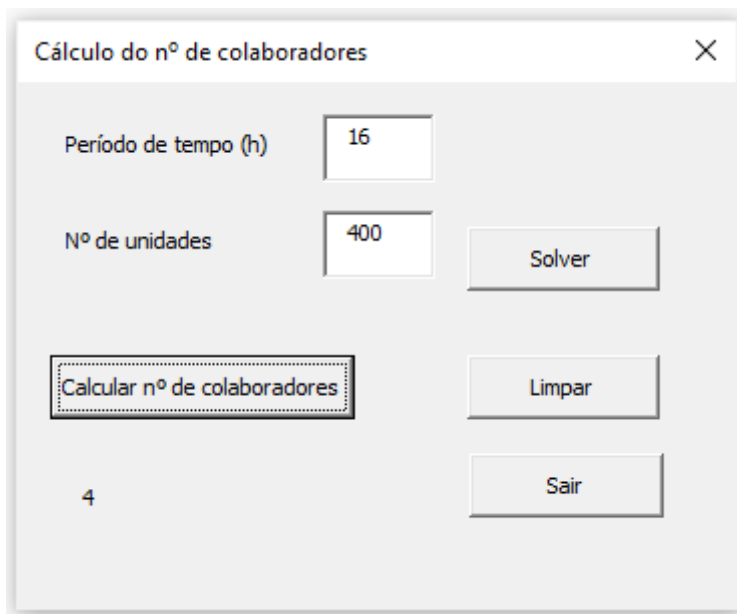 Cálculo do nº de colaboradores
Período de tempo (h)
16
Nº de unidades
400
Solver
Calcular nº de colaboradores
Limpar
4
Sair